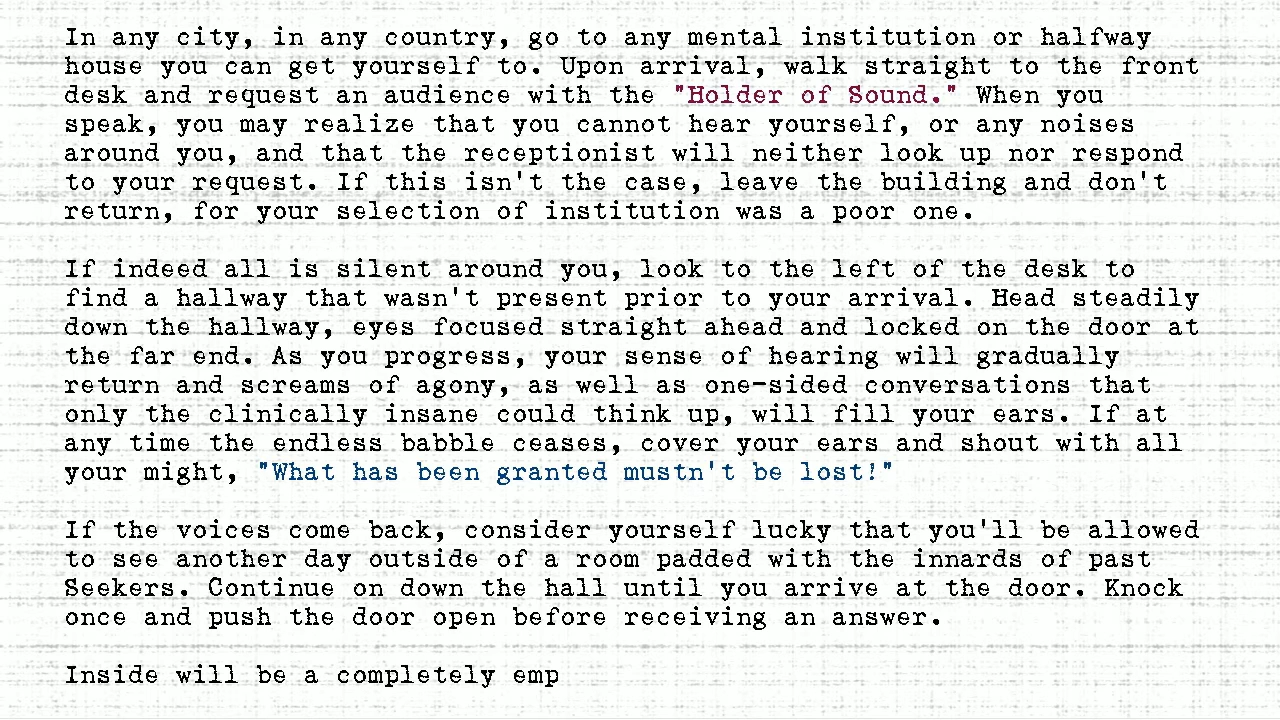 In any city, in any country, go to any mental institution or halfway
house you can get yourself to. Upon arrival, walk straight to the front
desk and request an audience with the "Holder of Sound." When you
speak, you may realize that you cannot hear yourself, or any noises
around you, and that the receptionist will neither look up nor respond
to your request. If this isn't the case, leave the building and don't
return, for your selection of institution was a poor one.

If indeed all is silent around you, look to the left of the desk to
find a hallway that wasn't present prior to your arrival. Head steadily
down the hallway, eyes focused straight ahead and locked on the door at
the far end. As you progress, your sense of hearing will gradually
return and screams of agony, as well as one-sided conversations that
only the clinically insane could think up, will fill your ears. If at
any time the endless babble ceases, cover your ears and shout with all
your might, "What has been granted mustn't be lost!"

If the voices come back, consider yourself lucky that you'll be allowed
to see another day outside of a room padded with the innards of past
Seekers. Continue on down the hall until you arrive at the door. Knock
once and push the door open before receiving an answer.

Inside will be a completely emp